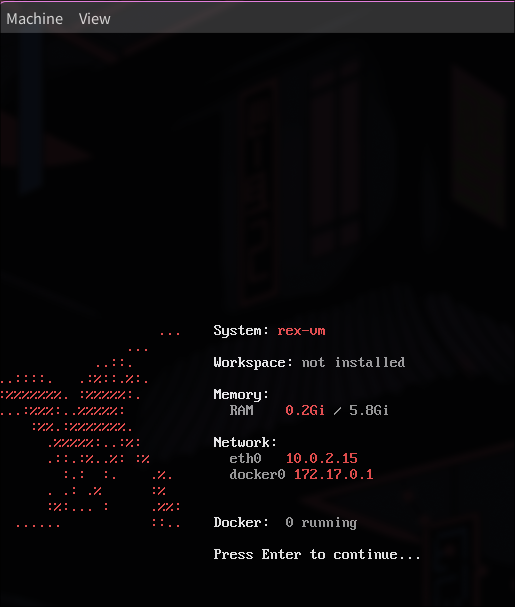 Machine View
System: rex-vm
Workspace: not installed
Memory:
RAM 0.2Gi / 5.8Gi
Network:
eth0 10.0.2.15
docker0 172.17.0.1
Docker: 0 running
Press Enter to continue...